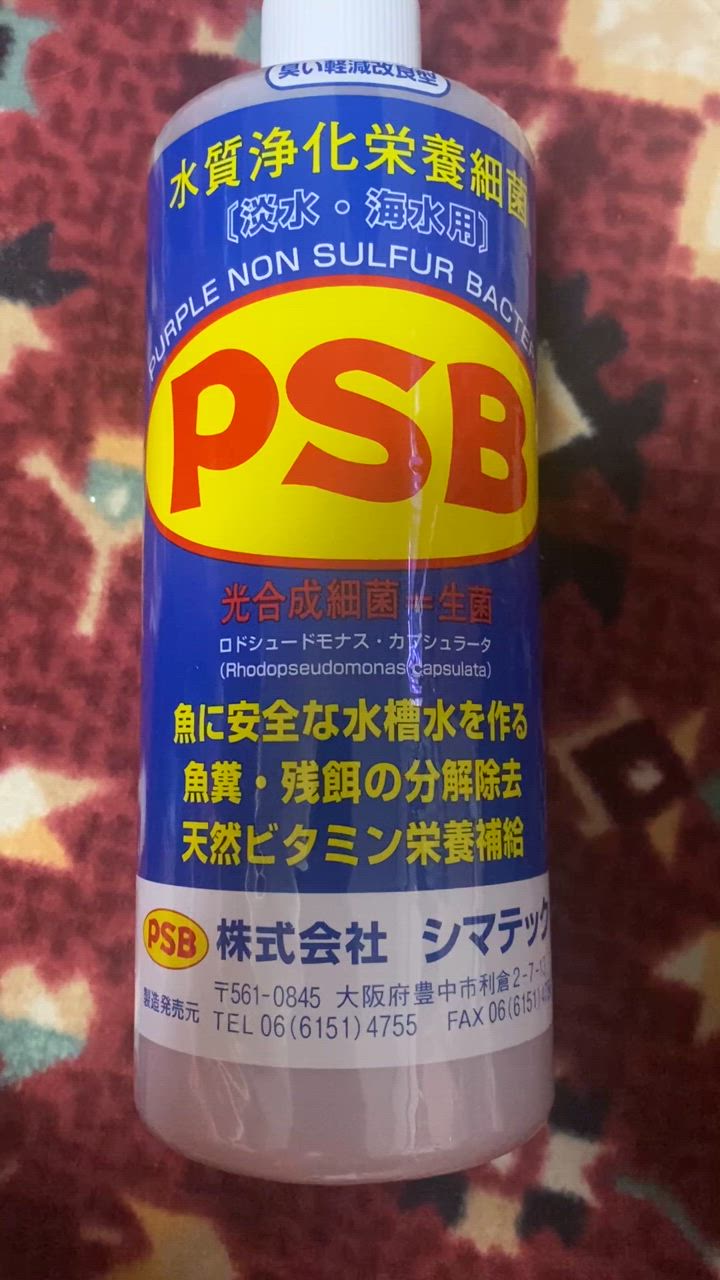 臭い軽減改良型
水質浄化栄養細菌
〔淡水・海水用〕
PURPLE NON SULFUR
PSB
光合成細菌＝生菌
ロドシュードモナス・カプシュラータ
(Rhodopseudomonas capsulata)
魚に安全な水槽水を作る
魚糞・残餌の分解除去
天然ビタミン栄養補給
PSB 株式会社 シマテック
製造発売元
〒561-0845 大阪府豊中市利倉2-7-
TEL 06(6151)4755 FAX 06(6151)